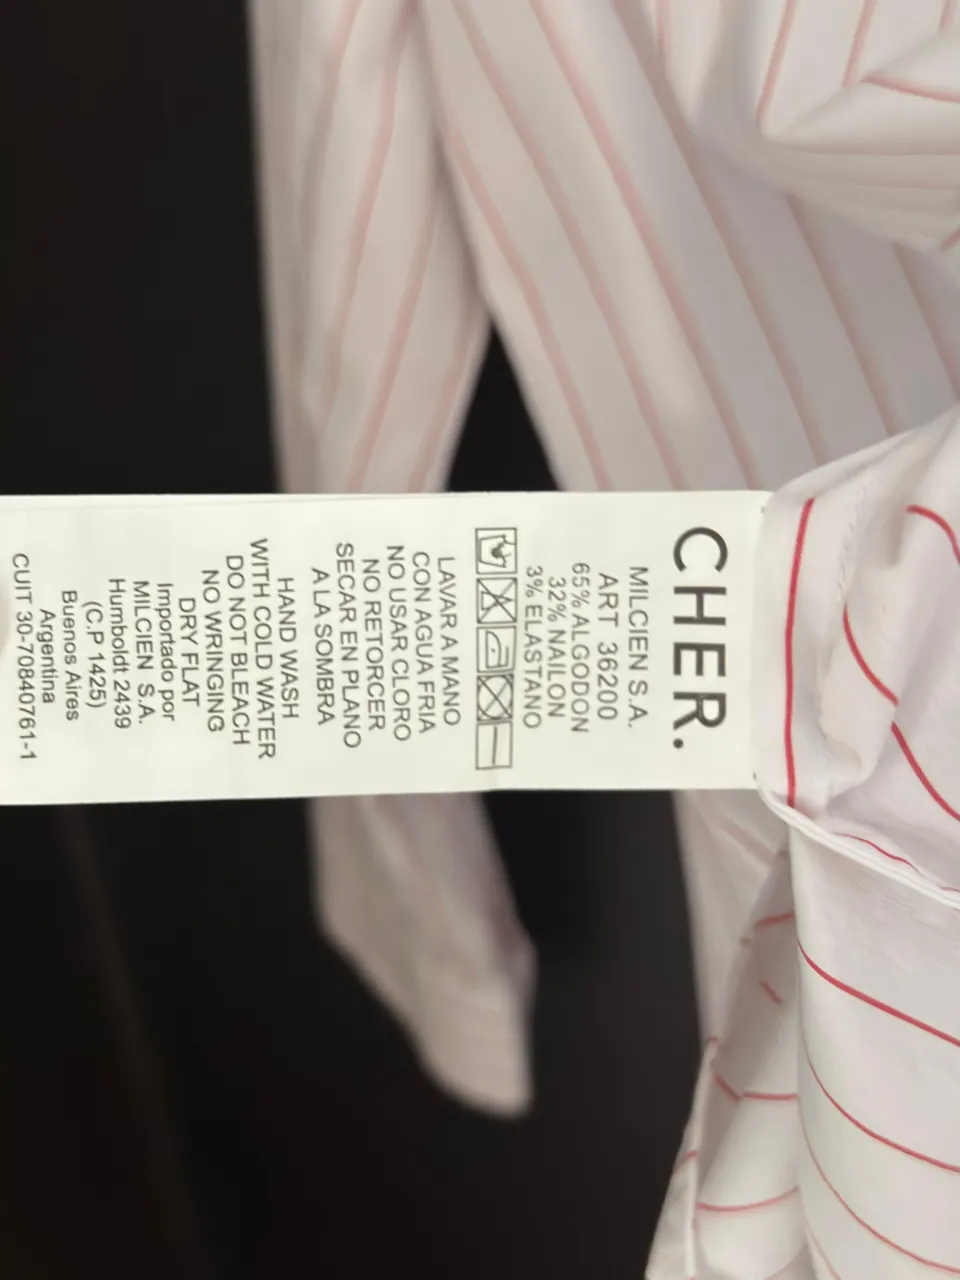 CHER.
MILCIEN S.A.
ART 36200
65% ALGODON
32% NAILON
3% ELASTANO
LAVAR A MANO
CON AGUA FRIA
NO USAR CLORO
NO RETORCER
SECAR EN PLANO
A LA SOMBRA
HAND WASH
WITH COLD WATER
DO NOT BLEACH
NO WRINGING
DRY FLAT
Importado por
MILCIEN S.A.
Humboldt 2439
(C.P 1425)
Buenos Aires
Argentina
CUIT 30-70840761-1